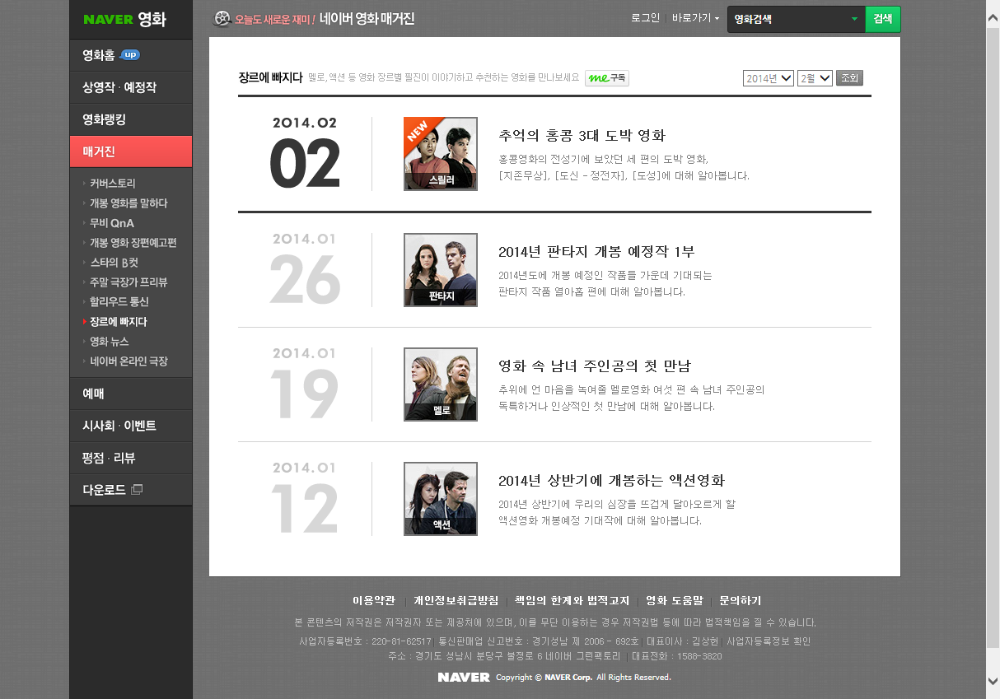 NAVER 영화
오늘도 새로운 재미! 네이버 영화 매거진
로그인 바로가기
영화검색 검색
영화홈 up
상영작 · 예정작
영화랭킹
매거진
커버스토리
개봉 영화를 말하다
무비 QnA
개봉 영화 장편예고편
스타의 B컷
주말 극장가 프리뷰
할리우드 통신
장르에 빠지다
영화 뉴스
네이버 온라인 극장
예매
시사회 · 이벤트
평점 · 리뷰
다운로드
장르에 빠지다 멜로, 액션 등 영화 장르별 필진이 이야기하고 추천하는 영화를 만나보세요 me 구독
2014년 2월 조회
2014.02
02
NEW
스릴러
추억의 홍콩 3대 도박 영화
홍콩영화의 전성기에 보았던 세 편의 도박 영화,
[지존무상], [도신 - 정전자], [도성]에 대해 알아봅니다.
2014.01
26
판타지
2014년 판타지 개봉 예정작 1부
2014년도에 개봉 예정인 작품들 가운데 기대되는
판타지 작품 열아홉 편에 대해 알아봅니다.
2014.01
19
멜로
영화 속 남녀 주인공의 첫 만남
추위에 언 마음을 녹여줄 멜로영화 여섯 편 속 남녀 주인공의
독특하거나 인상적인 첫 만남에 대해 알아봅니다.
2014.01
12
액션
2014년 상반기에 개봉하는 액션영화
2014년 상반기에 우리의 심장을 뜨겁게 달아오르게 할
액션영화 개봉예정 기대작에 대해 알아봅니다.
이용약관 개인정보취급방침 책임의 한계와 법적고지 영화 도움말 문의하기
본 콘텐츠의 저작권은 저작권자 또는 제공처에 있으며, 이를 무단 이용하는 경우 저작권법 등에 따라 법적책임을 질 수 있습니다.
사업자등록번호 : 220-81-62517 통신판매업 신고번호 : 경기성남 제 2006 - 692호 대표이사 : 김상헌 사업자등록정보 확인
주소 : 경기도 성남시 분당구 불정로 6 네이버 그린팩토리 대표전화 : 1588-3820
NAVER Copyright © NAVER Corp. All Rights Reserved.